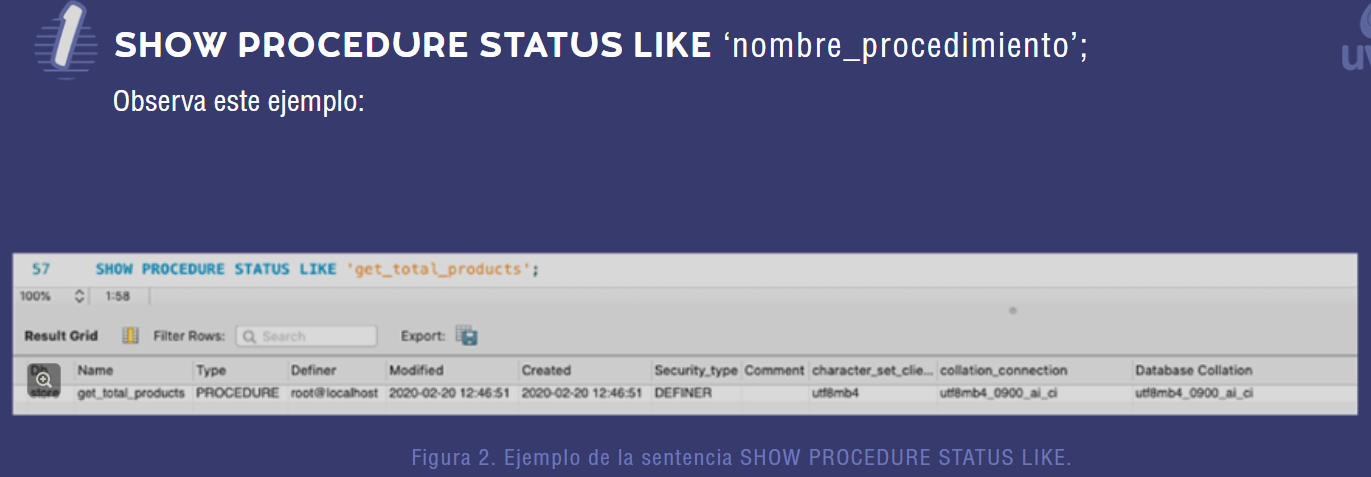 1 SHOW PROCEDURE STATUS LIKE ‘nombre_procedimiento’;
Observa este ejemplo:
57 SHOW PROCEDURE STATUS LIKE 'get_total_products';
100% 1:58
Result Grid Filter Rows: Search Export:
Db Name Type Definer Modified Created Security_type Comment character_set_clie... collation_connection Database Collation
store get_total_products PROCEDURE root@localhost 2020-02-20 12:46:51 2020-02-20 12:46:51 DEFINER utf8mb4 utf8mb4_0900_ai_ci utf8mb4_0900_ai_ci
Figura 2. Ejemplo de la sentencia SHOW PROCEDURE STATUS LIKE.